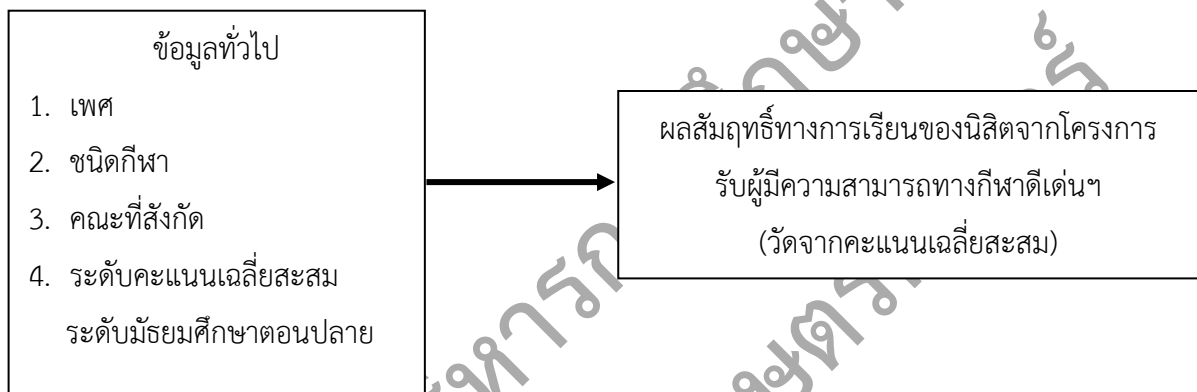 ข้อมูลทั่วไป
1. เพศ
2. ชนิดกีฬา
3. คณะที่สังกัด
4. ระดับคะแนนเฉลี่ยสะสม
ระดับมัธยมศึกษาตอนปลาย
ผลสัมฤทธิ์ทางการเรียนของนิสิตจากโครงการ
รับผู้มีความสามารถทางกีฬาดีเด่นฯ
(วัดจากคะแนนเฉลี่ยสะสม)